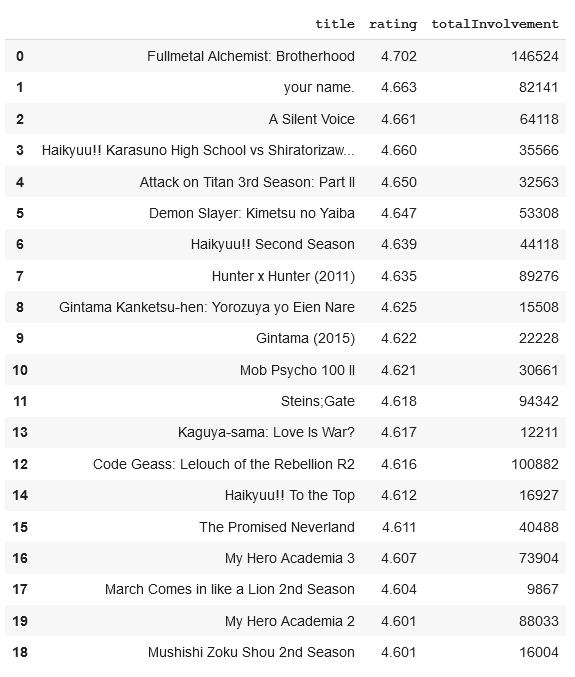 title rating totalInvolvement
0 Fullmetal Alchemist: Brotherhood 4.702 146524
1 your name. 4.663 82141
2 A Silent Voice 4.661 64118
3 Haikyuu!! Karasuno High School vs Shiratorizaw... 4.660 35566
4 Attack on Titan 3rd Season: Part II 4.650 32563
5 Demon Slayer: Kimetsu no Yaiba 4.647 53308
6 Haikyuu!! Second Season 4.639 44118
7 Hunter x Hunter (2011) 4.635 89276
8 Gintama Kanketsu-hen: Yorozuya yo Eien Nare 4.625 15508
9 Gintama (2015) 4.622 22228
10 Mob Psycho 100 II 4.621 30661
11 Steins;Gate 4.618 94342
13 Kaguya-sama: Love Is War? 4.617 12211
12 Code Geass: Lelouch of the Rebellion R2 4.616 100882
14 Haikyuu!! To the Top 4.612 16927
15 The Promised Neverland 4.611 40488
16 My Hero Academia 3 4.607 73904
17 March Comes in like a Lion 2nd Season 4.604 9867
19 My Hero Academia 2 4.601 88033
18 Mushishi Zoku Shou 2nd Season 4.601 16004